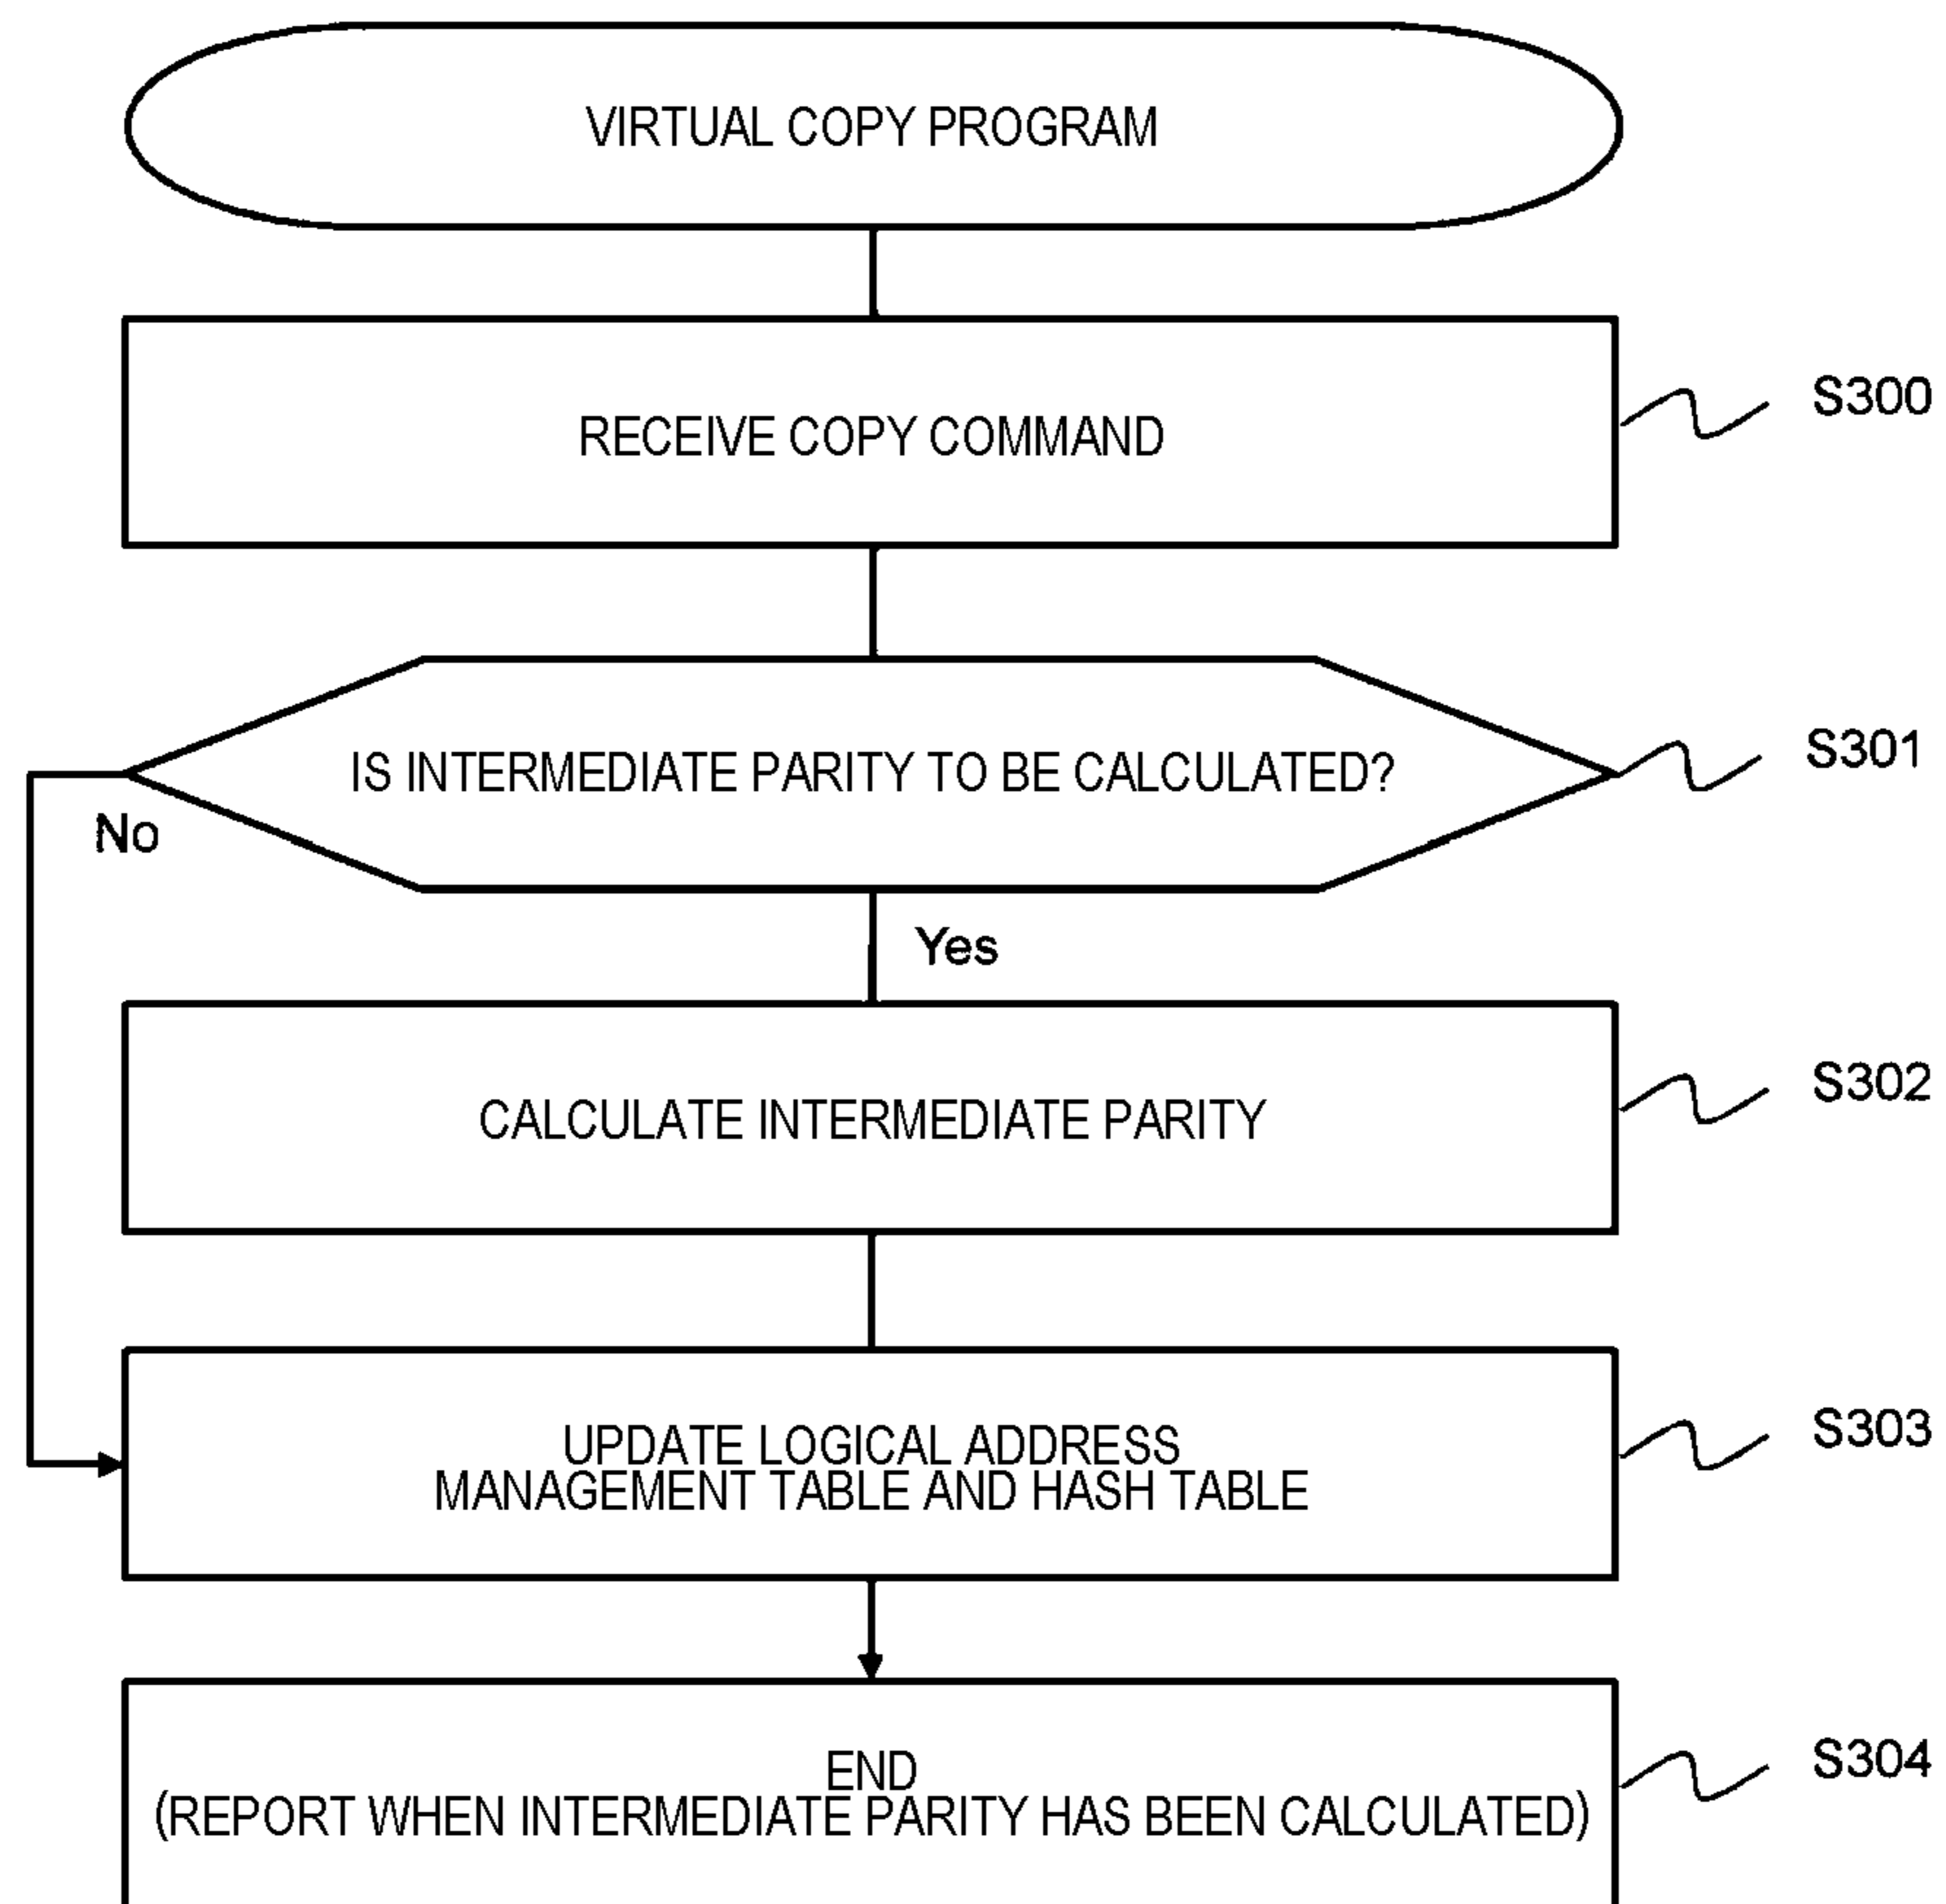 VIRTUAL COPY PROGRAM
RECEIVE COPY COMMAND
S300
IS INTERMEDIATE PARITY TO BE CALCULATED?
S301
No
Yes
CALCULATE INTERMEDIATE PARITY
S302
UPDATE LOGICAL ADDRESS
MANAGEMENT TABLE AND HASH TABLE
S303
END
(REPORT WHEN INTERMEDIATE PARITY HAS BEEN CALCULATED)
S304